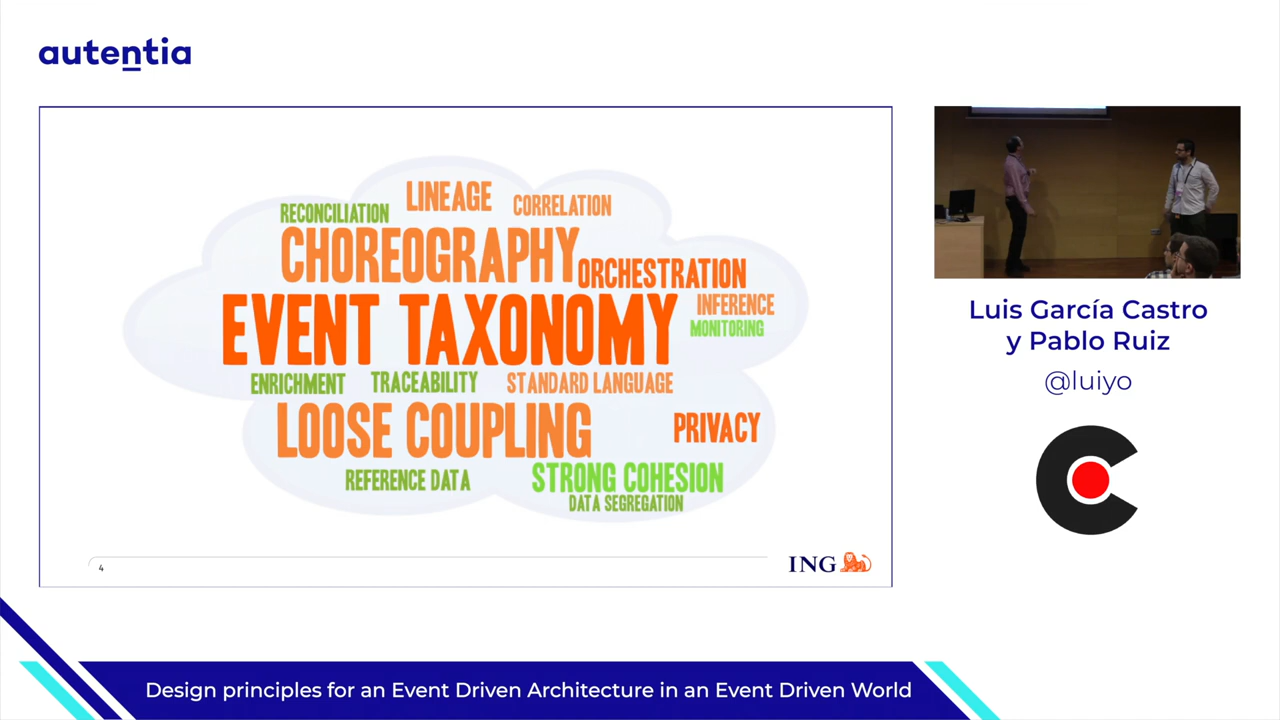 autentia
LINEAGE
CORRELATION
RECONCILIATION
CHOREOGRAPHY
ORCHESTRATION
EVENT TAXONOMY
INFERENCE
MONITORING
ENRICHMENT
TRACEABILITY
STANDARD LANGUAGE
LOOSE COUPLING
PRIVACY
REFERENCE DATA
STRONG COHESION
DATA SEGREGATION
4
ING
Luis García Castro
y Pablo Ruiz
@luiyo
Design principles for an Event Driven Architecture in an Event Driven World